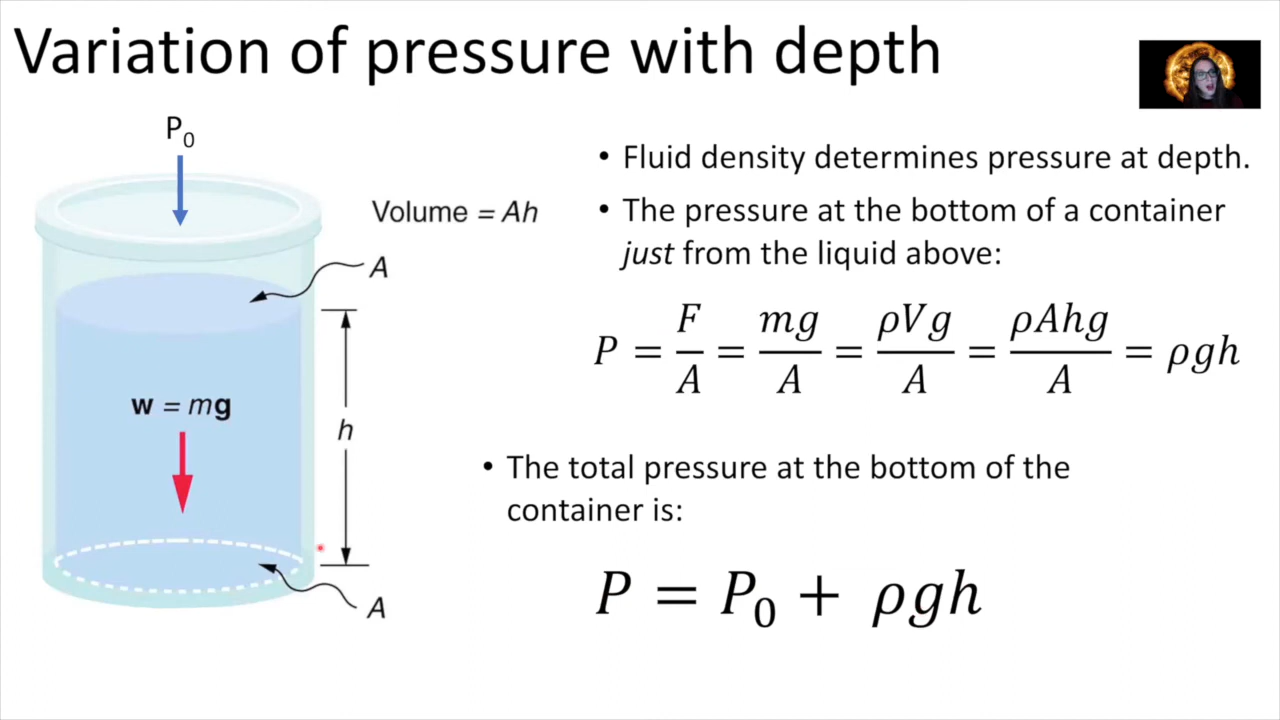 Variation of pressure with depth
P₀
Volume = Ah
A
w = mg
h
A
• Fluid density determines pressure at depth.
• The pressure at the bottom of a container
just from the liquid above:
P = F/A = mg/A = ρVg/A = ρAhg/A = ρgh
• The total pressure at the bottom of the
container is:
P = P₀ + ρgh